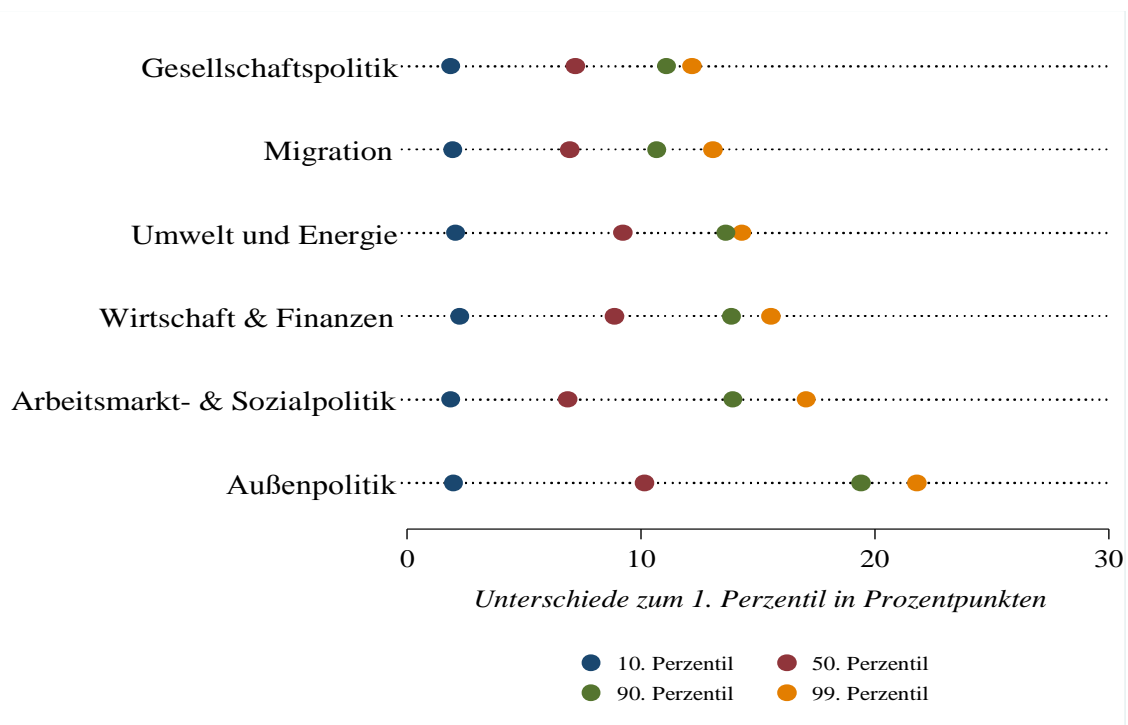 Gesellschaftspolitik
Migration
Umwelt und Energie
Wirtschaft & Finanzen
Arbeitsmarkt- & Sozialpolitik
Außenpolitik
0 10 20 30
Unterschiede zum 1. Perzentil in Prozentpunkten
10. Perzentil 50. Perzentil
90. Perzentil 99. Perzentil